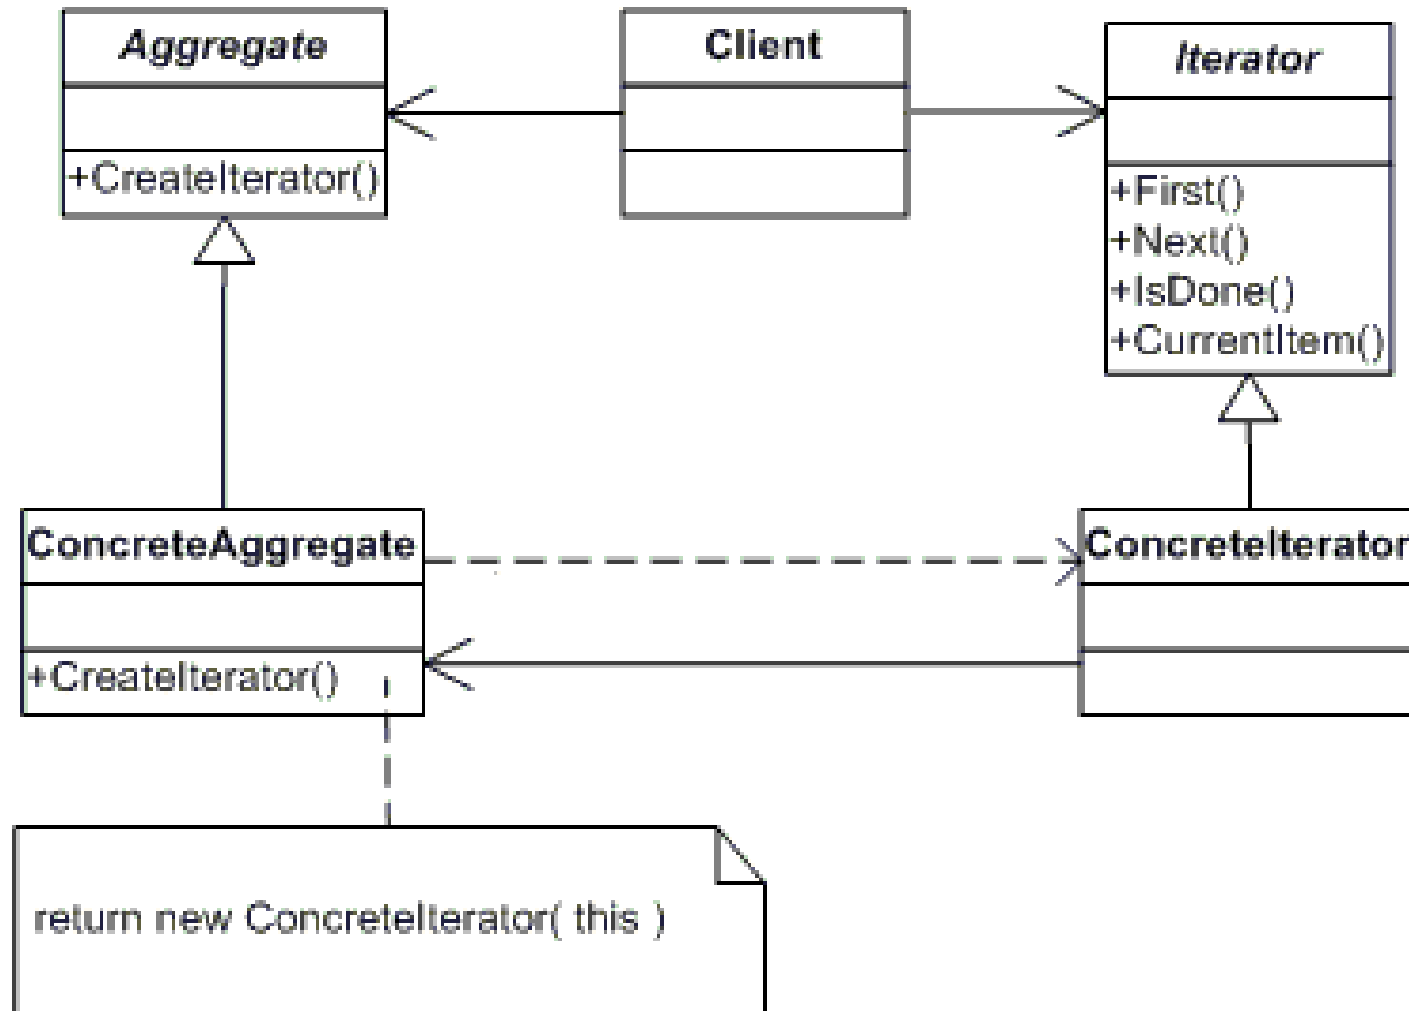 Aggregate
Client
Iterator
+CreateIterator()
+First()
+Next()
+IsDone()
+CurrentItem()
ConcreteAggregate
ConcreteIterator
+CreateIterator()
return new ConcreteIterator( this )